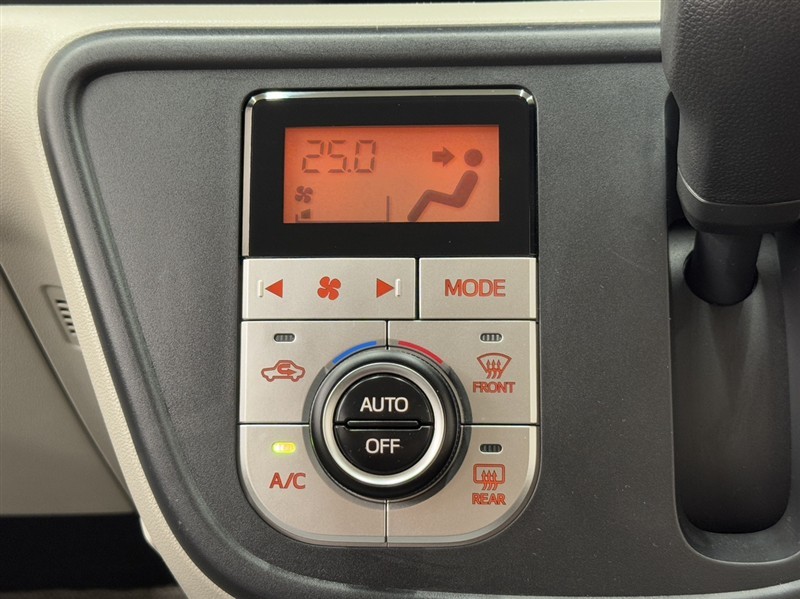 25.0
MODE
FRONT
AUTO
OFF
A/C
REAR